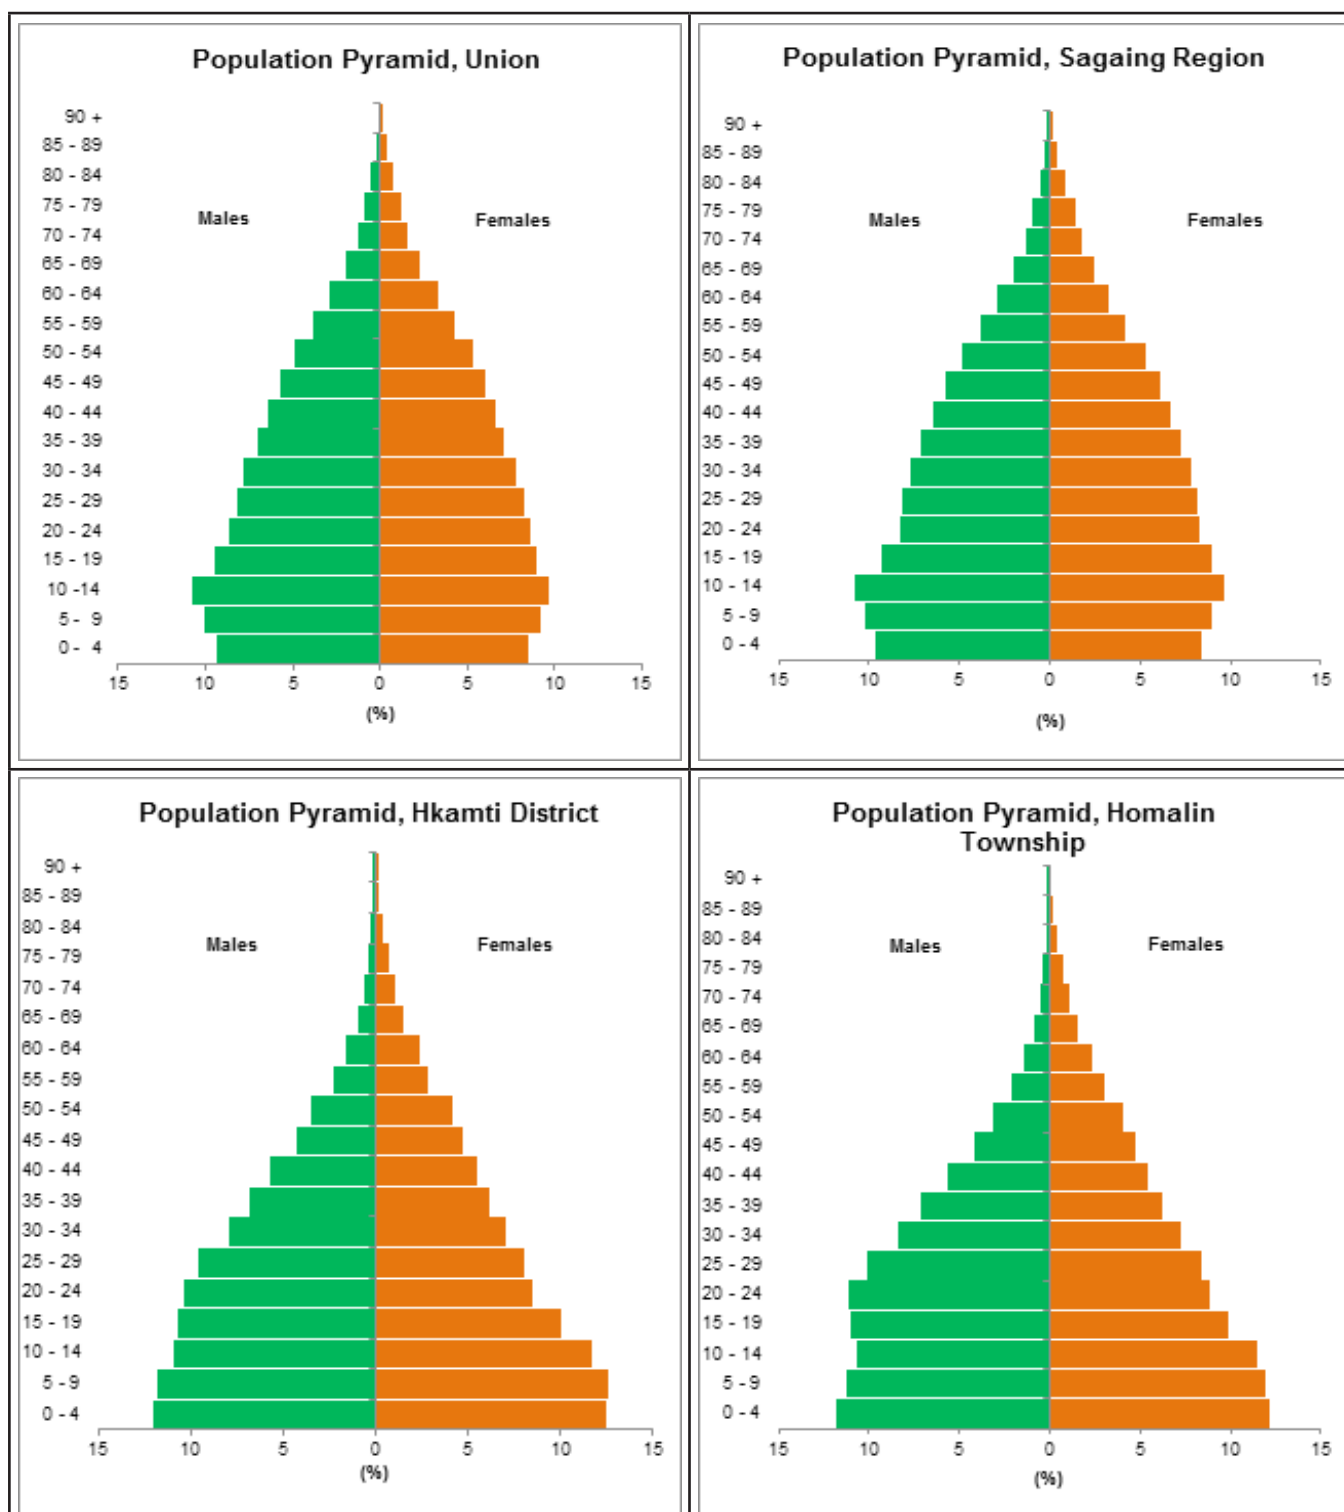 Population Pyramid, Union
90 +
85 - 89
80 - 84
75 - 79
70 - 74
65 - 69
60 - 64
55 - 59
50 - 54
45 - 49
40 - 44
35 - 39
30 - 34
25 - 29
20 - 24
15 - 19
10 -14
5 - 9
0 - 4
Males
Females
15 10 5 0 5 10 15
(%)
Population Pyramid, Sagaing Region
90 +
85 - 89
80 - 84
75 - 79
70 - 74
65 - 69
60 - 64
55 - 59
50 - 54
45 - 49
40 - 44
35 - 39
30 - 34
25 - 29
20 - 24
15 - 19
10 - 14
5 - 9
0 - 4
Males
Females
15 10 5 0 5 10 15
(%)
Population Pyramid, Hkamti District
90 +
85 - 89
80 - 84
75 - 79
70 - 74
65 - 69
60 - 64
55 - 59
50 - 54
45 - 49
40 - 44
35 - 39
30 - 34
25 - 29
20 - 24
15 - 19
10 - 14
5 - 9
0 - 4
Males
Females
15 10 5 0 5 10 15
(%)
Population Pyramid, Homalin
Township
90 +
85 - 89
80 - 84
75 - 79
70 - 74
65 - 69
60 - 64
55 - 59
50 - 54
45 - 49
40 - 44
35 - 39
30 - 34
25 - 29
20 - 24
15 - 19
10 - 14
5 - 9
0 - 4
Males
Females
15 10 5 0 5 10 15
(%)